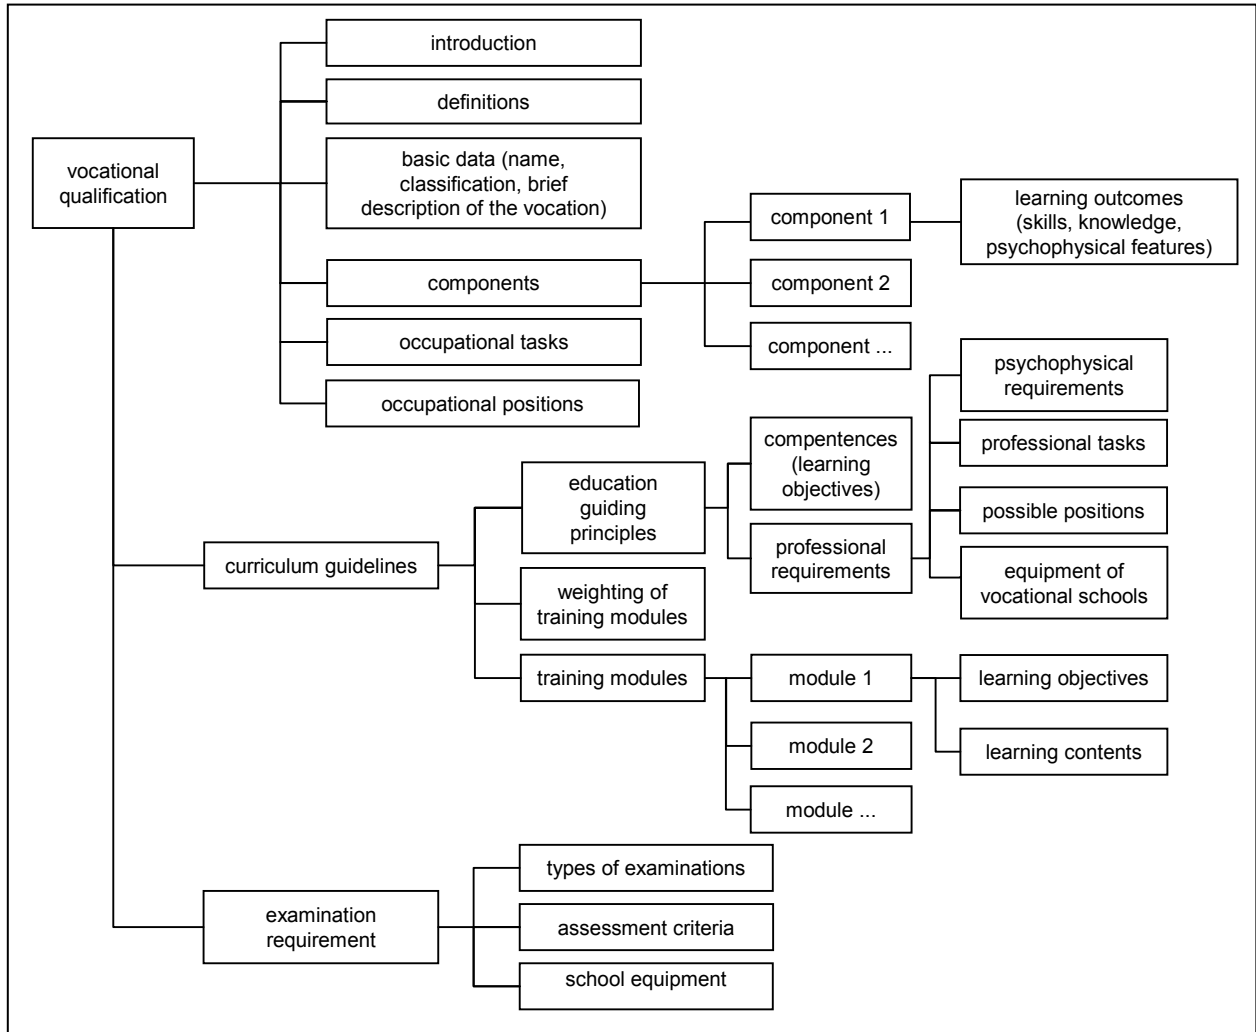 introduction
definitions
vocational
qualification
basic data (name,
classification, brief
description of the vocation)
components
occupational tasks
occupational positions
component 1
component 2
component ...
learning outcomes
(skills, knowledge,
psychophysical features)
curriculum guidelines
education
guiding
principles
weighting of
training modules
training modules
compentences
(learning
objectives)
professional
requirements
psychophysical
requirements
professional tasks
possible positions
equipment of
vocational schools
module 1
module 2
module ...
learning objectives
learning contents
examination
requirement
types of examinations
assessment criteria
school equipment